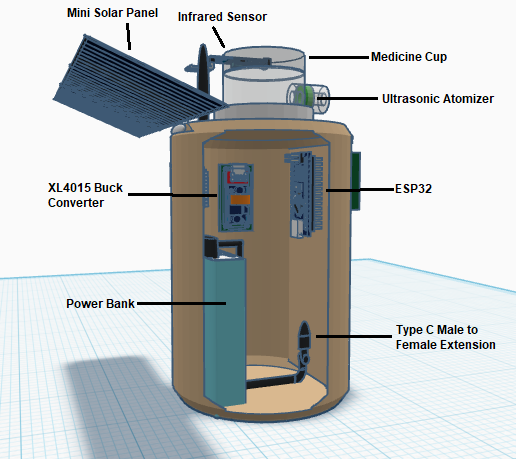 Mini Solar Panel
Infrared Sensor
Medicine Cup
Ultrasonic Atomizer
XL4015 Buck
Converter
ESP32
Power Bank
Type C Male to
Female Extension